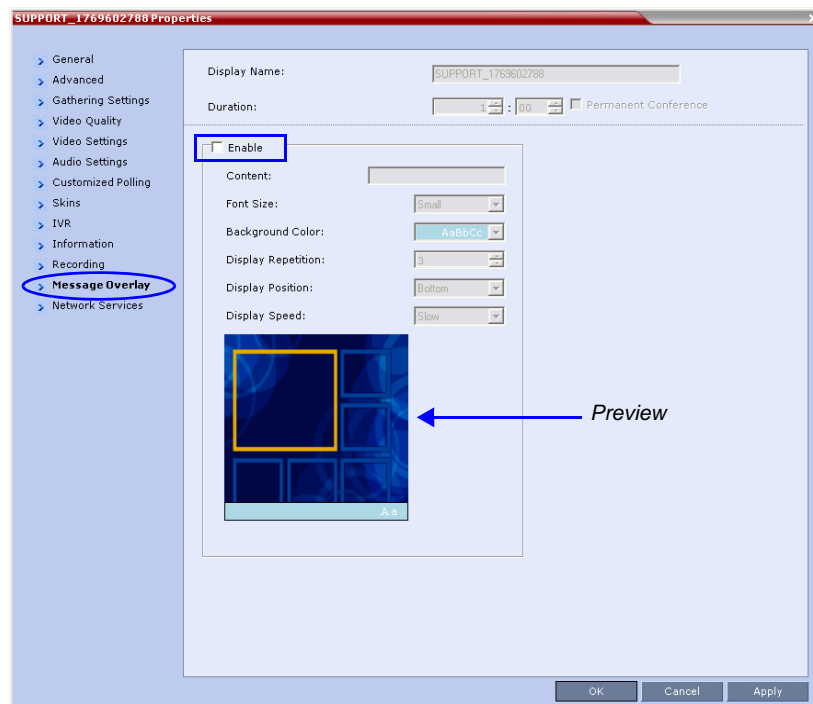 SUPPORT_1769602788 Properties
General
Advanced
Gathering Settings
Video Quality
Video Settings
Audio Settings
Customized Polling
Skins
IVR
Information
Recording
Message Overlay
Network Services
Display Name: SUPPORT_1769602788
Duration: 1 : 00 Permanent Conference
Enable
Content:
Font Size: Small
Background Color: AaBbCc
Display Repetition: 3
Display Position: Bottom
Display Speed: Slow
Preview
Aa
OK Cancel Apply